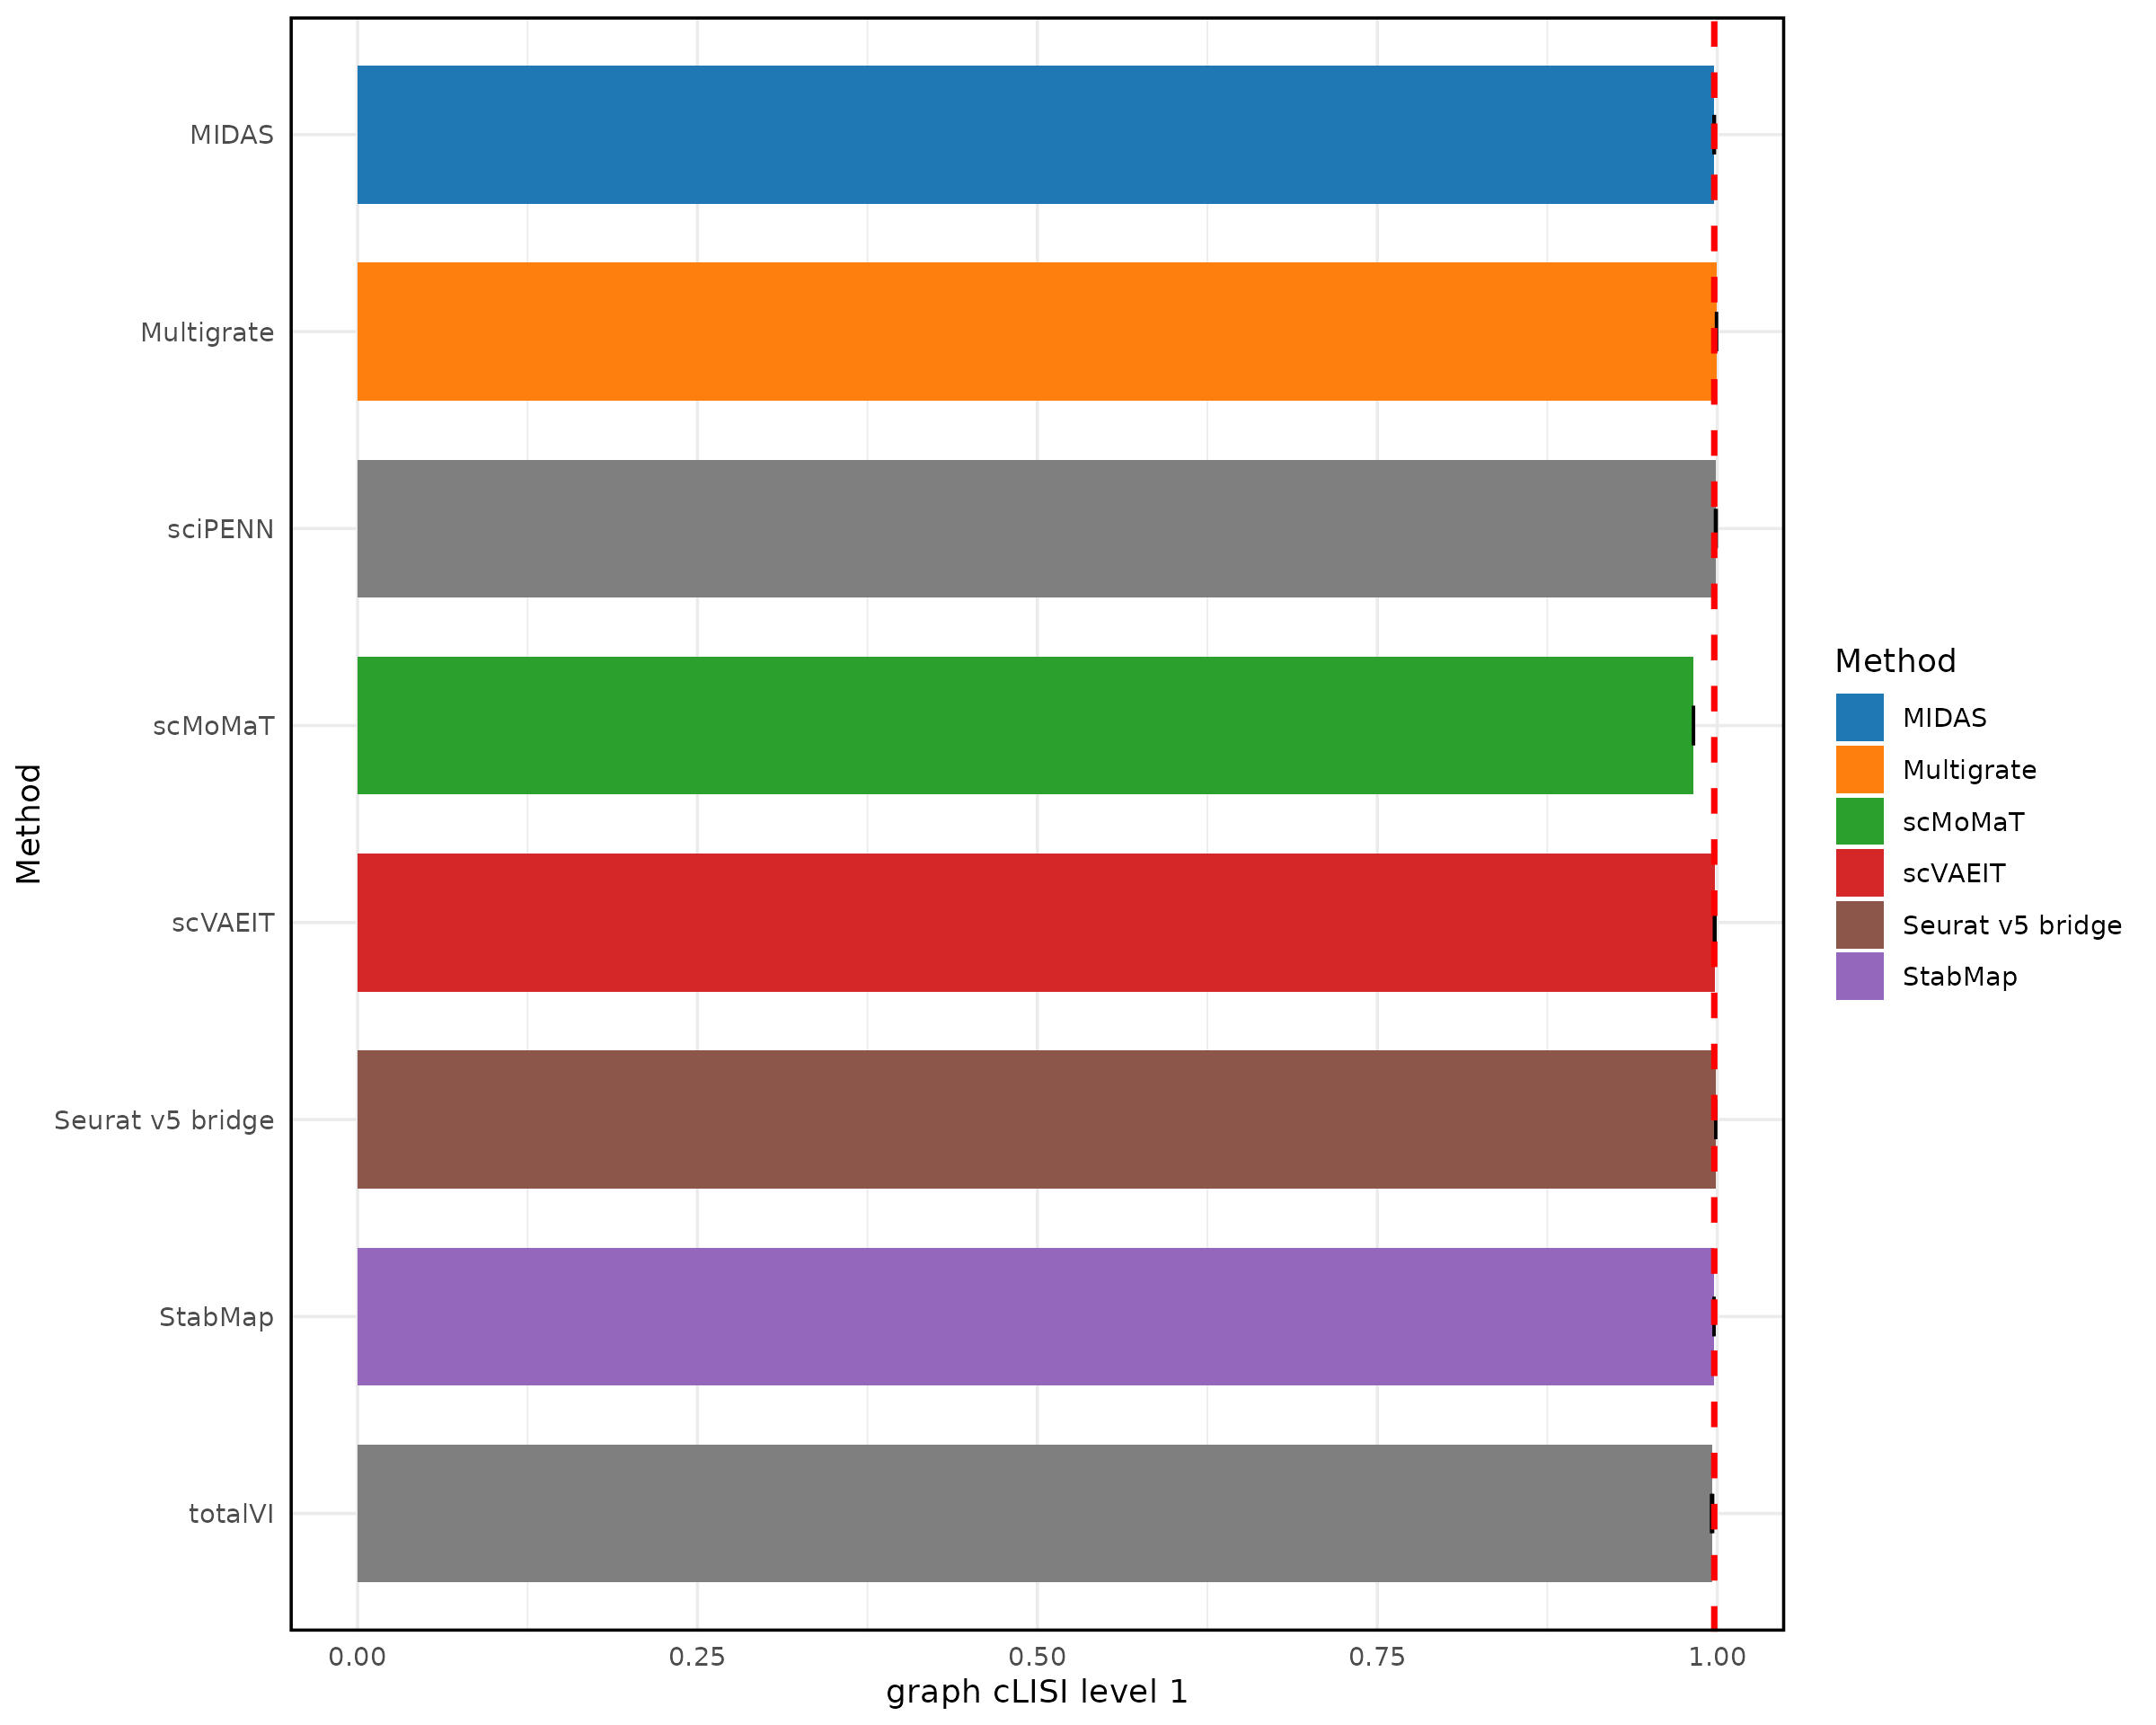 Method
MIDAS
Multigrate
sciPENN
scMoMaT
scVAEIT
Seurat v5 bridge
StabMap
totalVI
0.00 0.25 0.50 0.75 1.00
graph cLISI level 1
Method
MIDAS
Multigrate
scMoMaT
scVAEIT
Seurat v5 bridge
StabMap